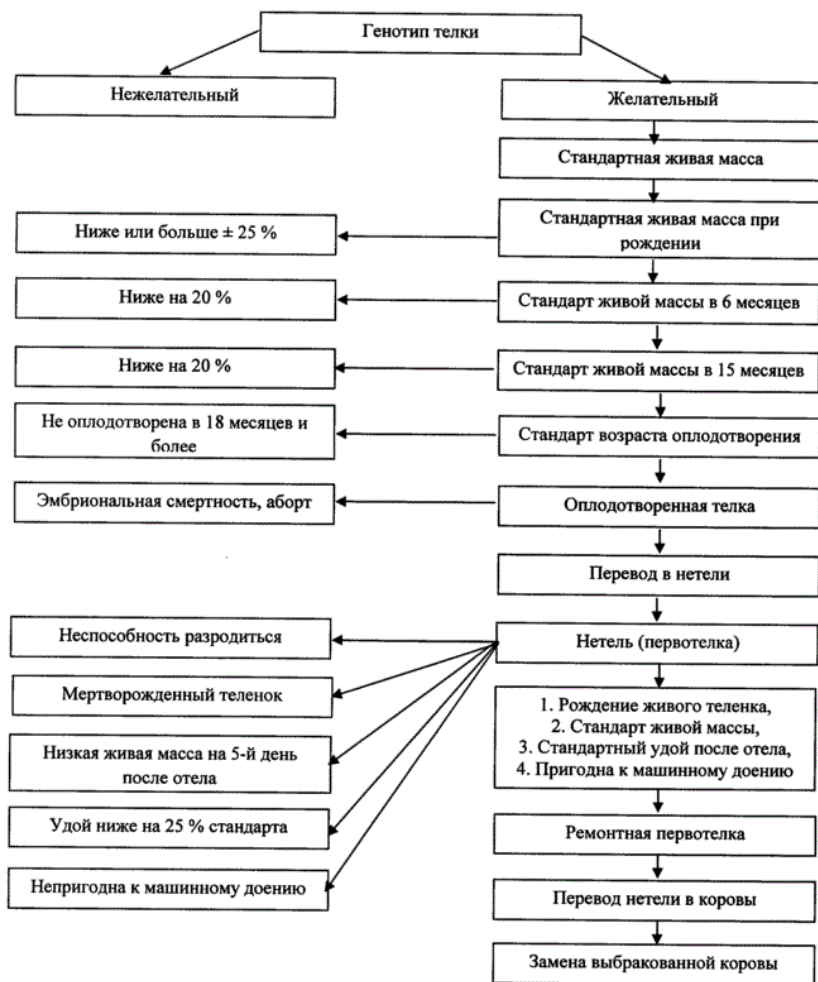 Генотип телки
Нежелательный
Желательный
Стандартная живая масса
Ниже или больше ± 25 %
Стандартная живая масса при
рождении
Ниже на 20 %
Стандарт живой массы в 6 месяцев
Ниже на 20 %
Стандарт живой массы в 15 месяцев
Не оплодотворена в 18 месяцев и
более
Стандарт возраста оплодотворения
Эмбриональная смертность, аборт
Оплодотворенная телка
Перевод в нетели
Неспособность разродиться
Нетель (первотелка)
Мертворожденный теленок
1. Рождение живого теленка,
2. Стандарт живой массы,
3. Стандартный удой после отела,
4. Пригодна к машинному доению
Низкая живая масса на 5-й день
после отела
Удой ниже на 25 % стандарта
Ремонтная первотелка
Непригодна к машинному доению
Перевод нетели в коровы
Замена выбракованной коровы